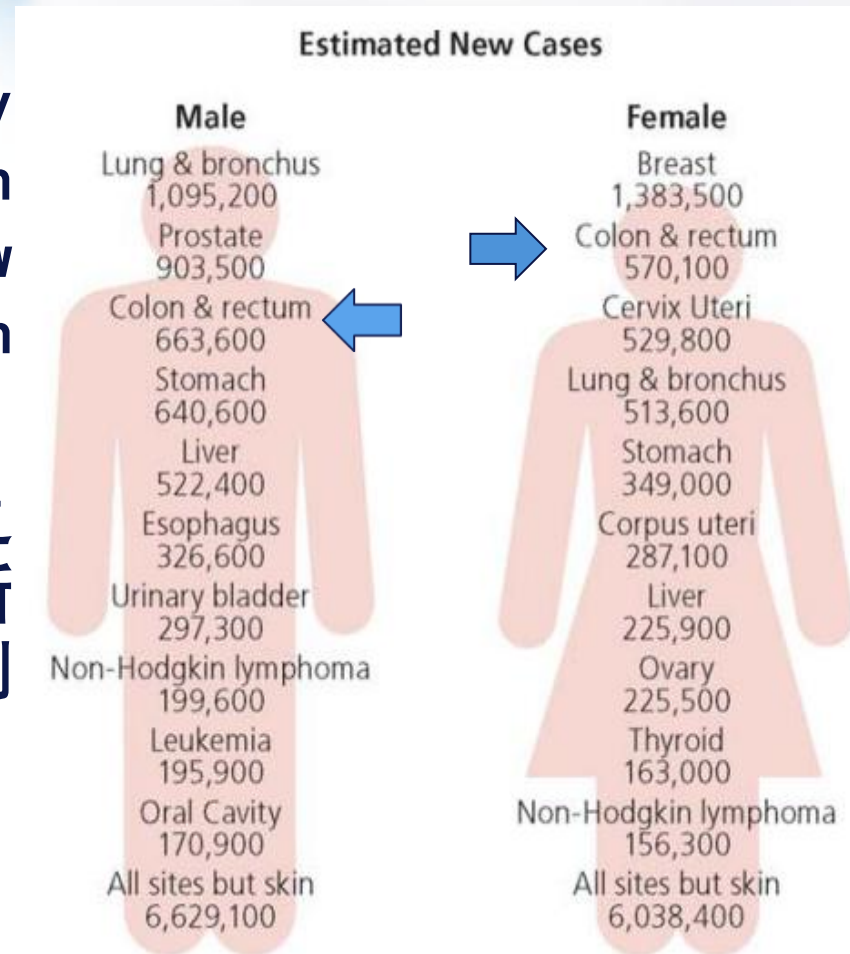 Estimated New Cases
Male
Lung & bronchus
1,095,200
Prostate
903,500
Colon & rectum
663,600
Stomach
640,600
Liver
522,400
Esophagus
326,600
Urinary bladder
297,300
Non-Hodgkin lymphoma
199,600
Leukemia
195,900
Oral Cavity
170,900
All sites but skin
6,629,100
Female
Breast
1,383,500
Colon & rectum
570,100
Cervix Uteri
529,800
Lung & bronchus
513,600
Stomach
349,000
Corpus uteri
287,100
Liver
225,900
Ovary
225,500
Thyroid
163,000
Non-Hodgkin lymphoma
156,300
All sites but skin
6,038,400